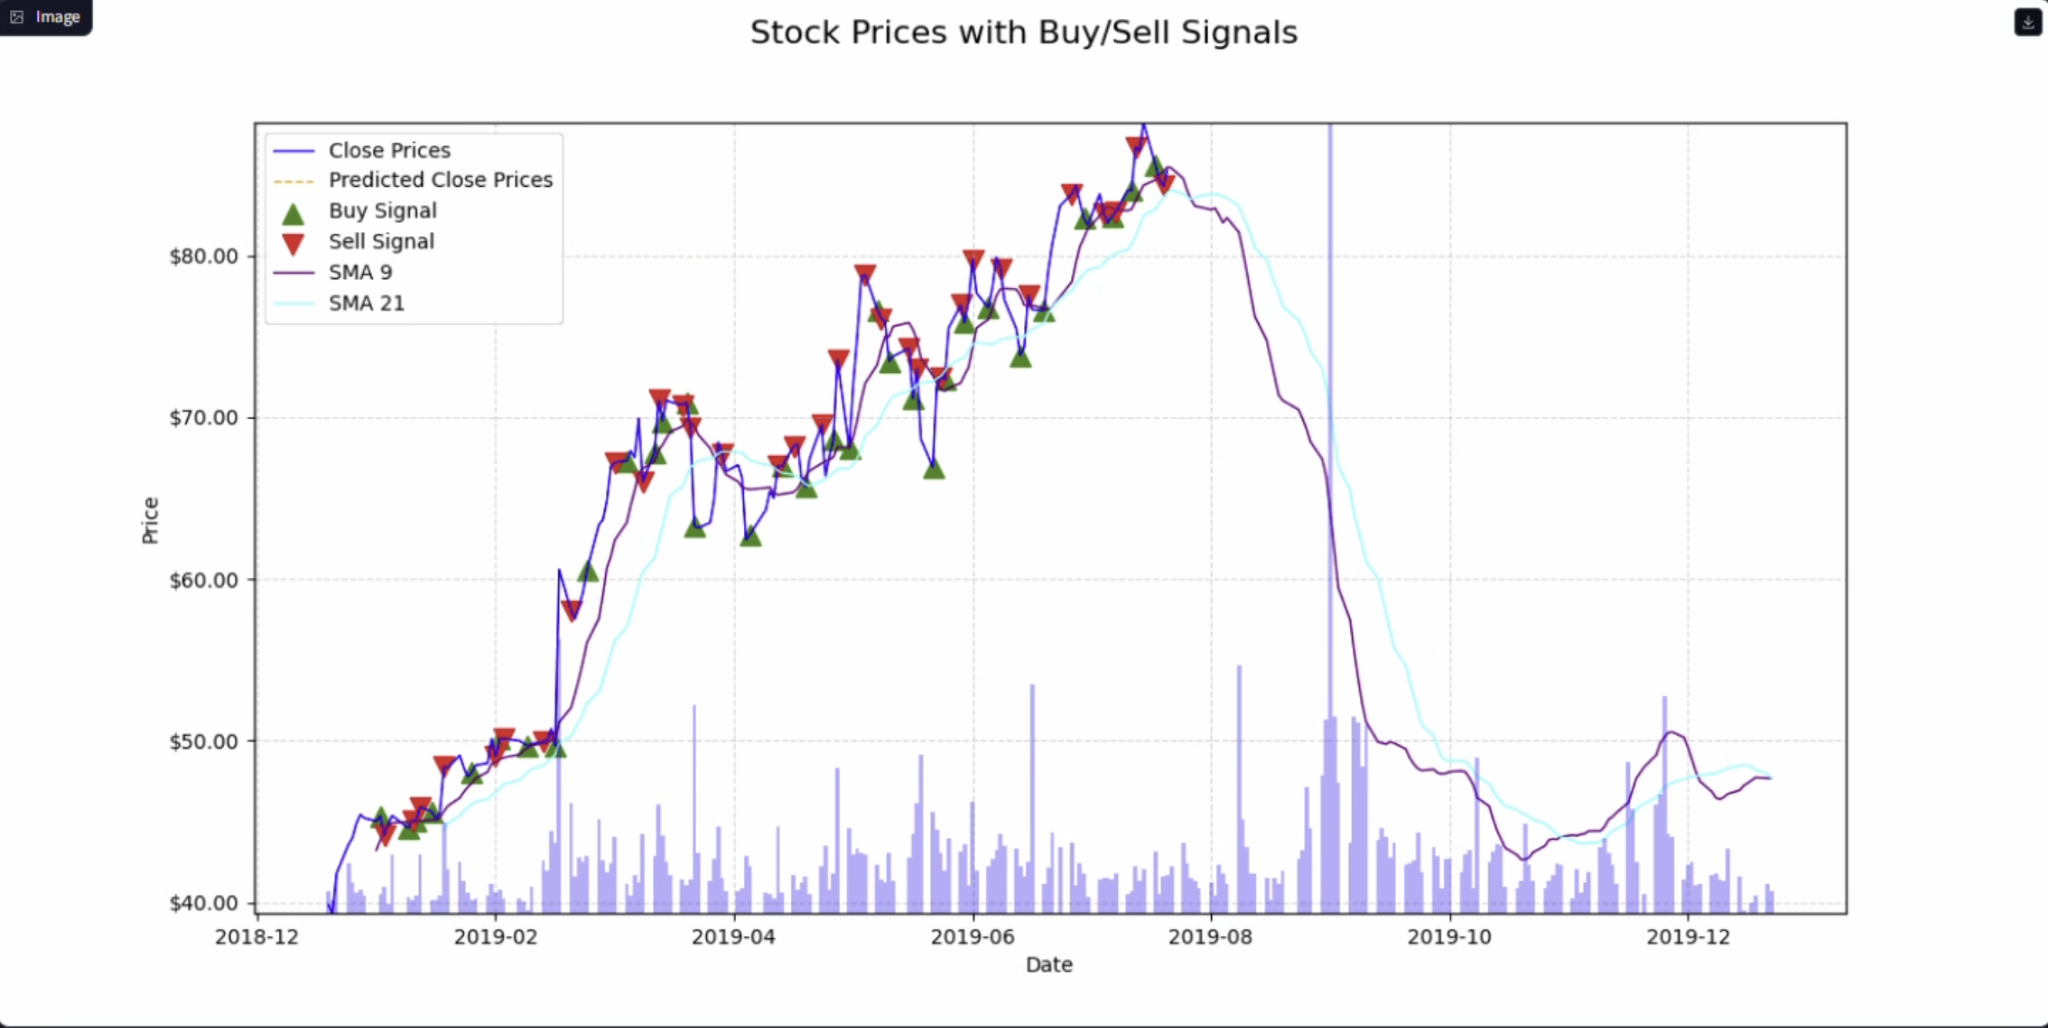 Image
Stock Prices with Buy/Sell Signals
Close Prices
Predicted Close Prices
Buy Signal
Sell Signal
SMA 9
SMA 21
$80.00
$70.00
$60.00
$50.00
$40.00
Price
2018-12 2019-02 2019-04 2019-06 2019-08 2019-10 2019-12
Date